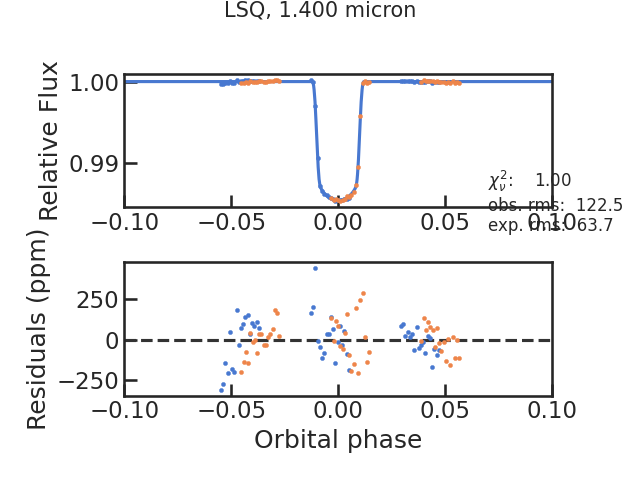 LSQ, 1.400 micron
Relative Flux
1.00
0.99
χ²ᵥ: 1.00
obs. rms: 122.5
exp. rms: 63.7
−0.10 −0.05 0.00 0.05 0.10
Residuals (ppm)
250
0
−250
−0.10 −0.05 0.00 0.05 0.10
Orbital phase